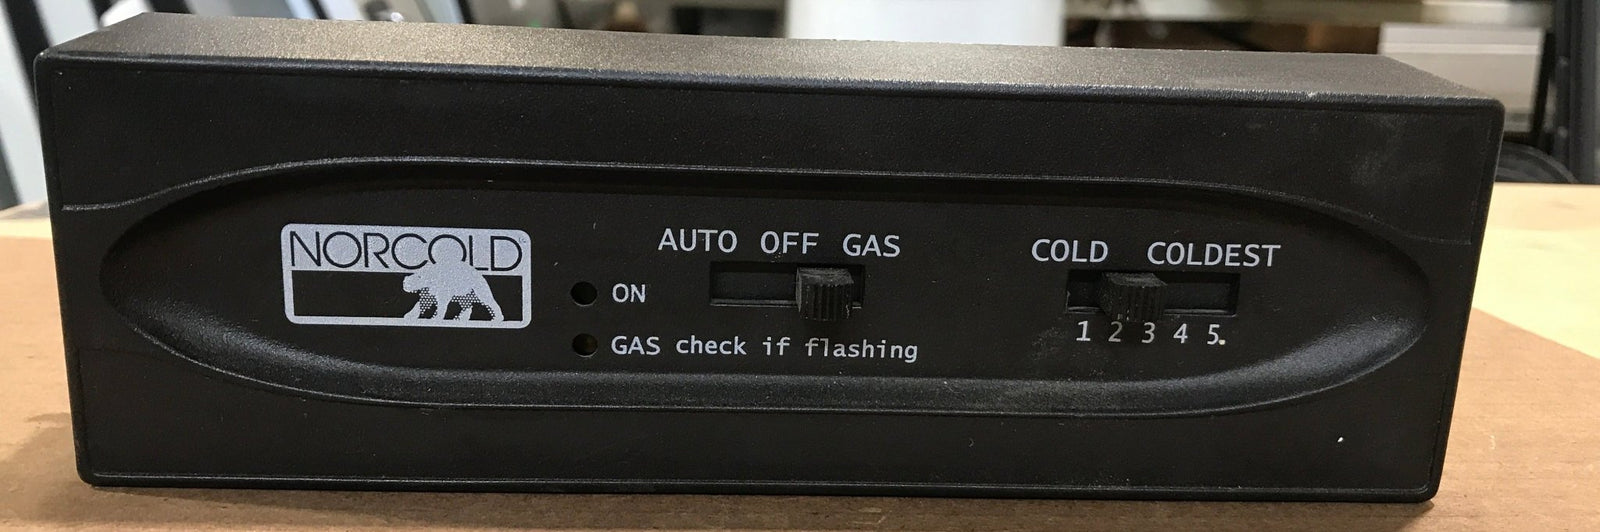 NORCOLD
ON
GAS check if flashing
AUTO OFF GAS
COLD COLDEST
1 2 3 4 5.